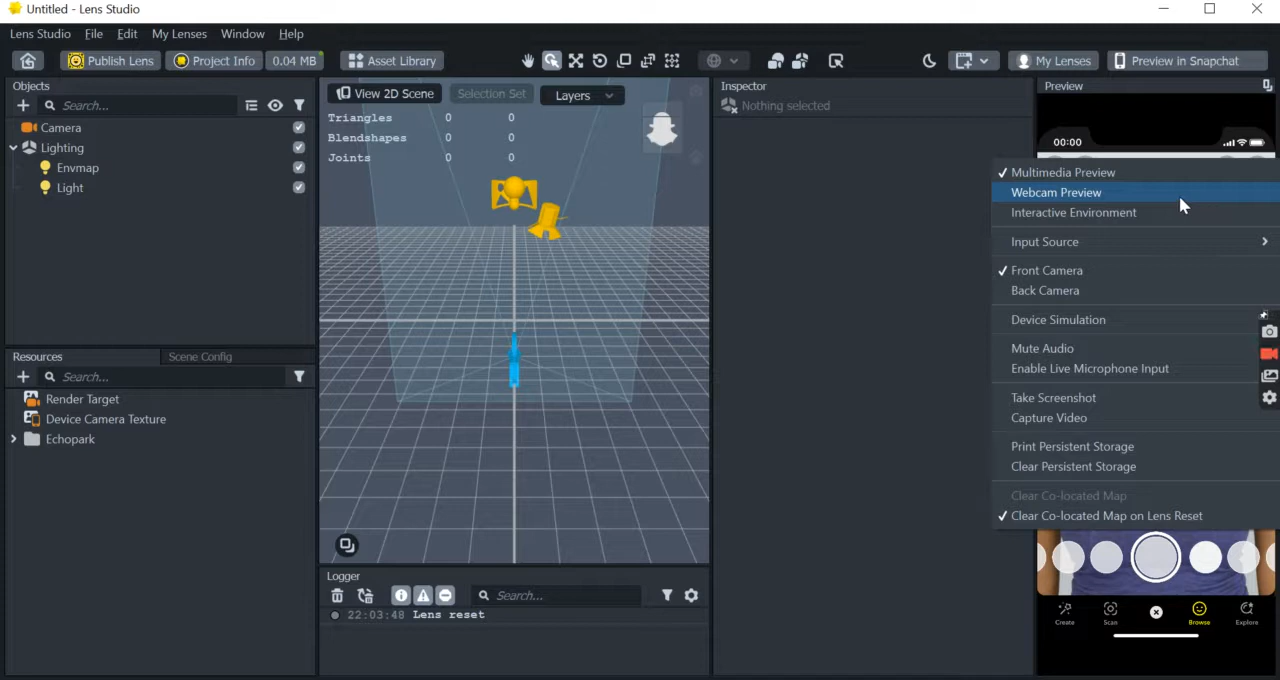 Untitled - Lens Studio
Lens Studio File Edit My Lenses Window Help
Publish Lens Project Info 0.04 MB Asset Library My Lenses Preview in Snapchat
Objects
Search...
Camera
Lighting
Envmap
Light
Resources Scene Config
Search...
Render Target
Device Camera Texture
Echopark
View 2D Scene Selection Set Layers
Triangles 0 0
Blendshapes 0 0
Joints 0 0
Logger
Search...
22:03:48 Lens reset
Inspector
Nothing selected
Preview
00:00
Multimedia Preview
Webcam Preview
Interactive Environment
Input Source
Front Camera
Back Camera
Device Simulation
Mute Audio
Enable Live Microphone Input
Take Screenshot
Capture Video
Print Persistent Storage
Clear Persistent Storage
Clear Co-located Map
Clear Co-located Map on Lens Reset
Create Scan Browse Explore